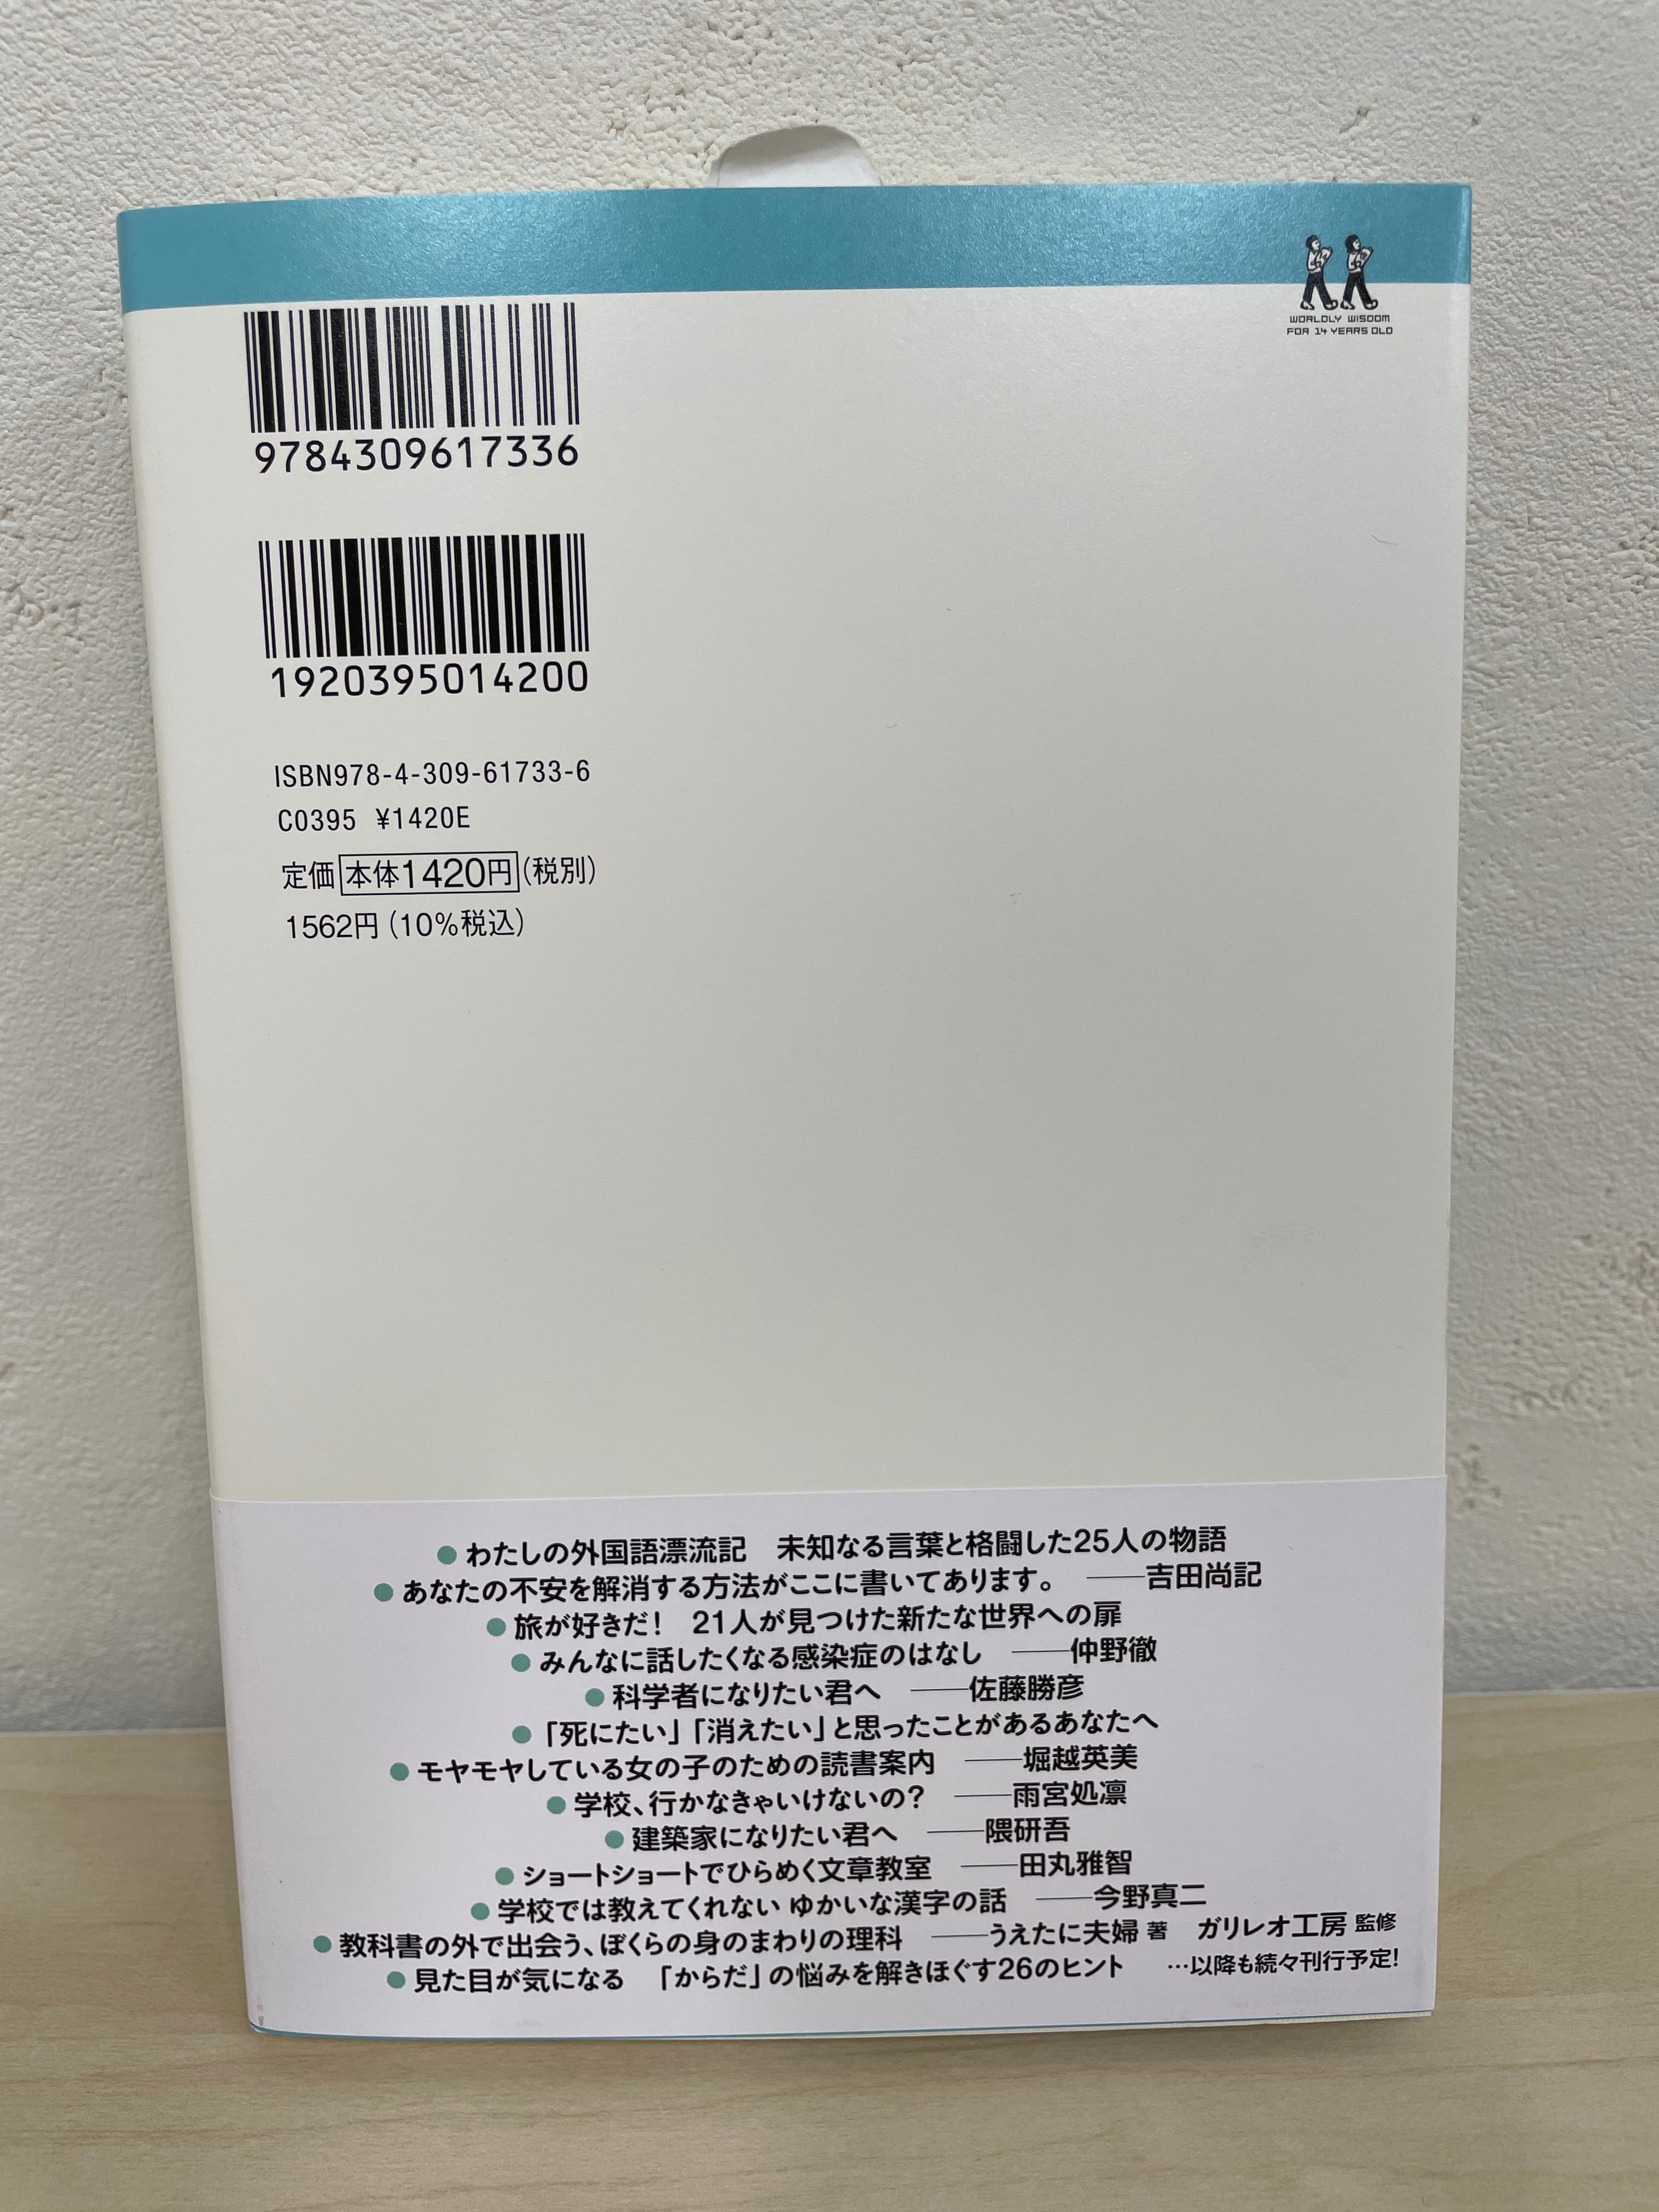 WORLDLY WISDOM
FOR 14 YEARS OLD
9784309617336
1920395014200
ISBN978-4-309-61733-6
C0395 ¥1420E
定価 本体1420円(税別)
1562円(10%税込)
●わたしの外国語漂流記 未知なる言葉と格闘した25人の物語
●あなたの不安を解消する方法がここに書いてあります。 ──吉田尚記
●旅が好きだ! 21人が見つけた新たな世界への扉
●みんなに話したくなる感染症のはなし ──仲野徹
●科学者になりたい君へ ──佐藤勝彦
●「死にたい」「消えたい」と思ったことがあるあなたへ
●モヤモヤしている女の子のための読書案内 ──堀越英美
●学校、行かなきゃいけないの? ──雨宮処凛
●建築家になりたい君へ ──隈研吾
●ショートショートでひらめく文章教室 ──田丸雅智
●学校では教えてくれない ゆかいな漢字の話 ──今野真二
●教科書の外で出会う、ぼくらの身のまわりの理科 ──うえたに夫婦 著 ガリレオ工房 監修
●見た目が気になる 「からだ」の悩みを解きほぐす26のヒント …以降も続々刊行予定!